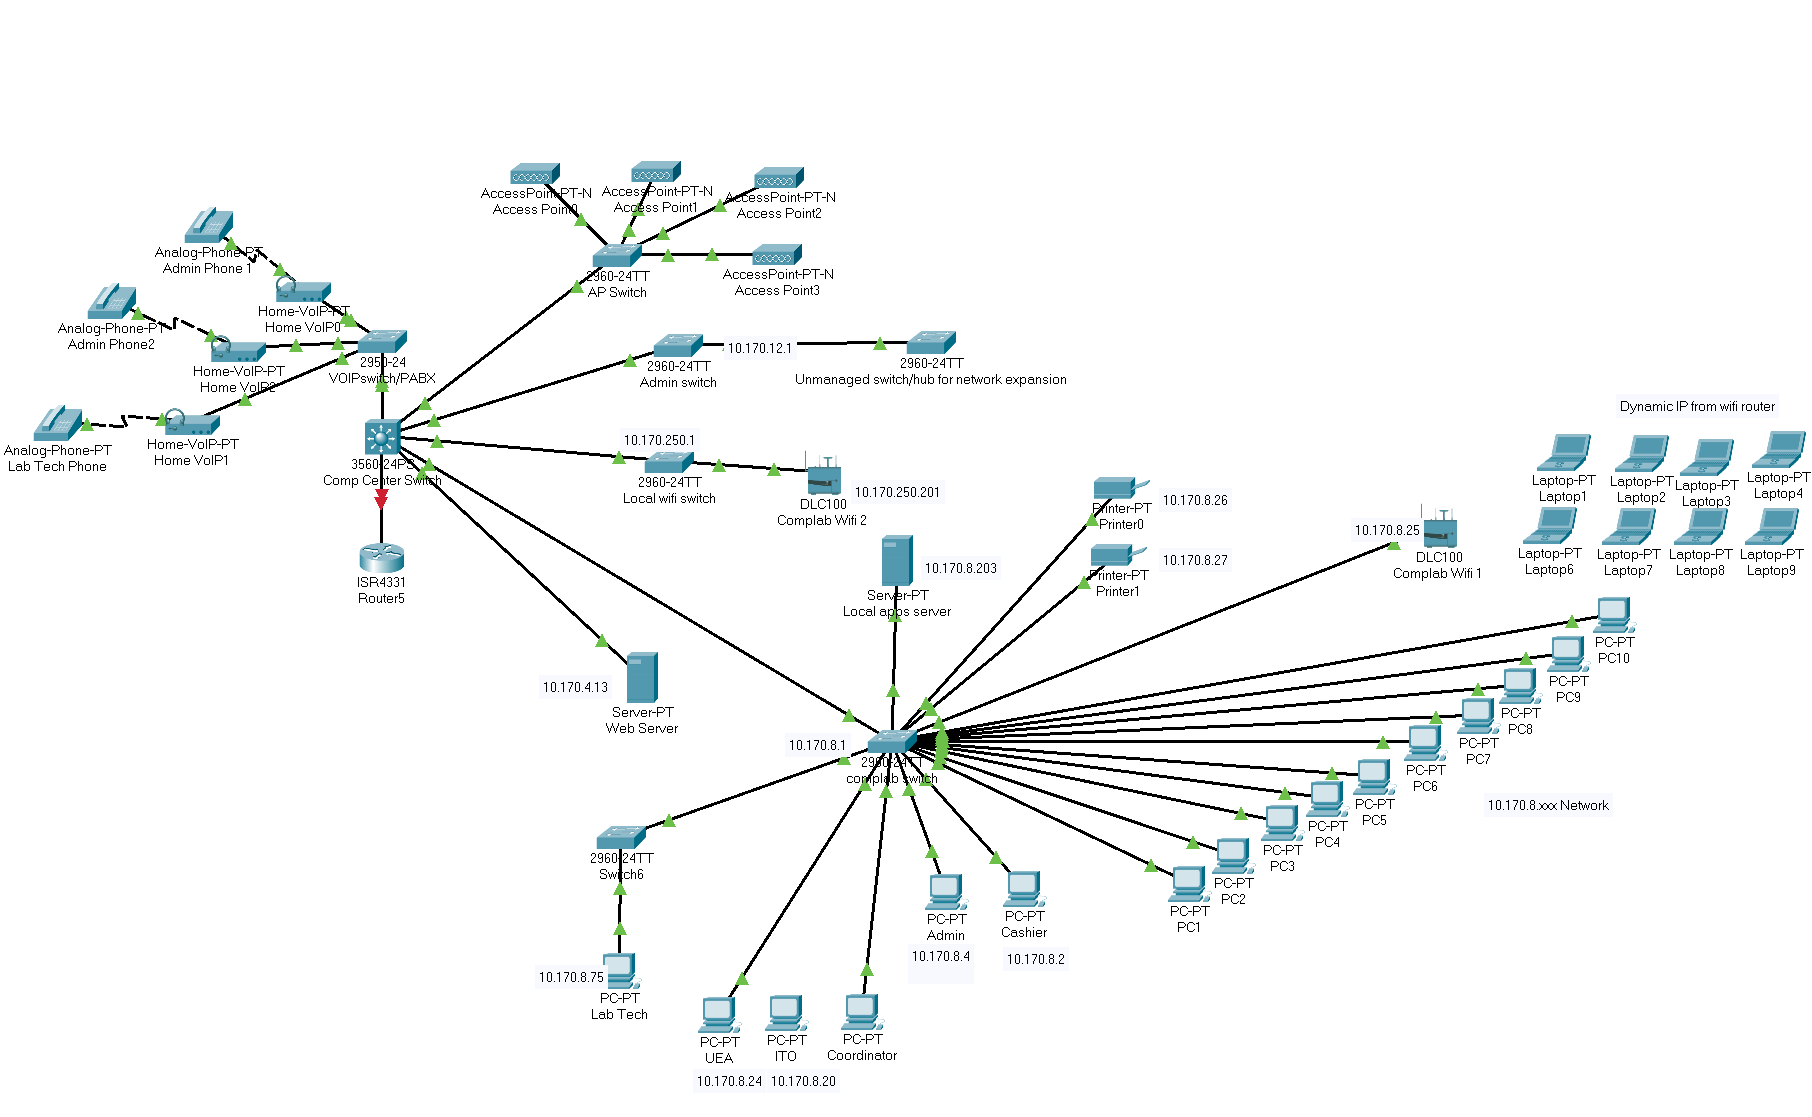 AccessPoint-PT-N
Access Point0
AccessPoint-PT-N
Access Point1
AccessPoint-PT-N
Access Point2
AccessPoint-PT-N
Access Point3
2960-24TT
AP Switch
Analog-Phone-PT
Admin Phone 1
Home-VoIP-PT
Home VoIP0
Analog-Phone-PT
Admin Phone2
Home-VoIP-PT
Home VoIP2
2950-24
VOIPswitch/PABX
Analog-Phone-PT
Lab Tech Phone
Home-VoIP-PT
Home VoIP1
3560-24PS
Comp Center Switch
ISR4331
Router5
2960-24TT
Admin switch
10.170.12.1
2960-24TT
Unmanaged switch/hub for network expansion
10.170.250.1
2960-24TT
Local wifi switch
DLC100
Complab Wifi 2
10.170.250.201
Dynamic IP from wifi router
Laptop-PT
Laptop1
Laptop-PT
Laptop2
Laptop-PT
Laptop3
Laptop-PT
Laptop4
Laptop-PT
Laptop6
Laptop-PT
Laptop7
Laptop-PT
Laptop8
Laptop-PT
Laptop9
Printer-PT
Printer0
10.170.8.26
Printer-PT
Printer1
10.170.8.27
10.170.8.25
DLC100
Complab Wifi 1
10.170.8.203
Server-PT
Local apps server
10.170.4.13
Server-PT
Web Server
10.170.8.1
2960-24TT
complab switch
PC-PT
PC10
PC-PT
PC9
PC-PT
PC8
PC-PT
PC7
PC-PT
PC6
PC-PT
PC5
PC-PT
PC4
PC-PT
PC3
PC-PT
PC2
PC-PT
PC1
10.170.8.xxx Network
2960-24TT
Switch6
10.170.8.75
PC-PT
Lab Tech
PC-PT
Admin
10.170.8.4
PC-PT
Cashier
10.170.8.2
PC-PT
UEA
10.170.8.24
PC-PT
ITO
10.170.8.20
PC-PT
Coordinator